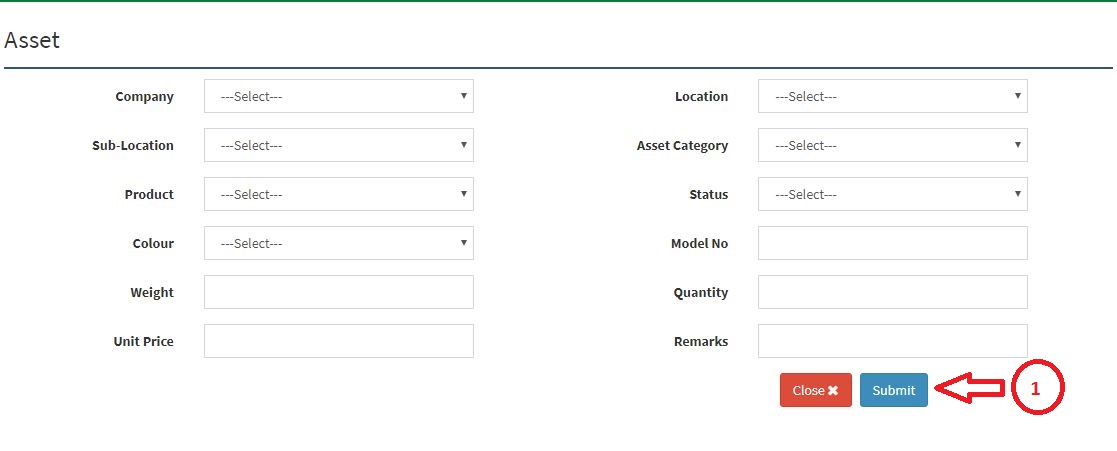 Asset
Company ---Select--- Location ---Select---
Sub-Location ---Select--- Asset Category ---Select---
Product ---Select--- Status ---Select---
Colour ---Select--- Model No
Weight Quantity
Unit Price Remarks
Close ✖ Submit 1